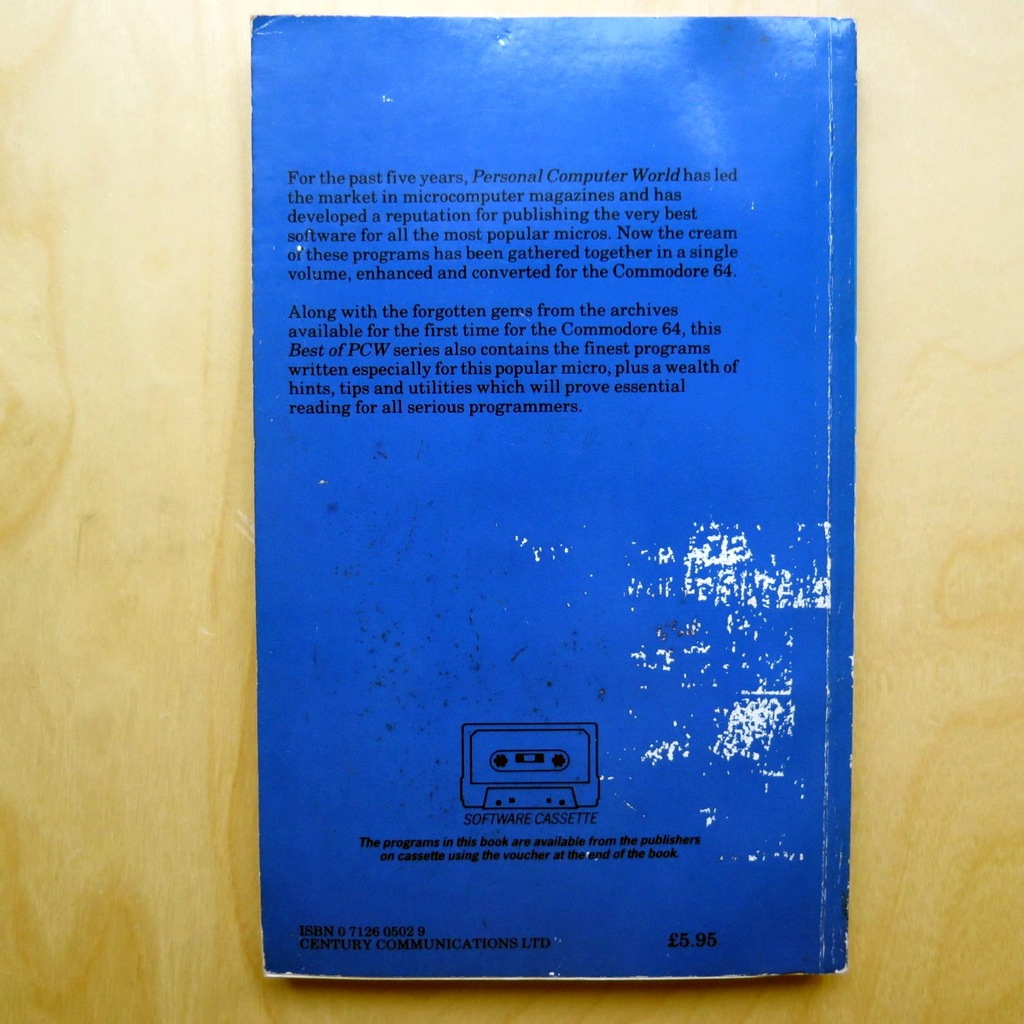 For the past five years, Personal Computer World has led
the market in microcomputer magazines and has
developed a reputation for publishing the very best
software for all the most popular micros. Now the cream
of these programs has been gathered together in a single
volume, enhanced and converted for the Commodore 64.
Along with the forgotten gems from the archives
available for the first time for the Commodore 64, this
Best of PCW series also contains the finest programs
written especially for this popular micro, plus a wealth of
hints, tips and utilities which will prove essential
reading for all serious programmers.
SOFTWARE CASSETTE
The programs in this book are available from the publishers
on cassette using the voucher at the end of the book.
ISBN 0 7126 0502 9
CENTURY COMMUNICATIONS LTD
£5.95